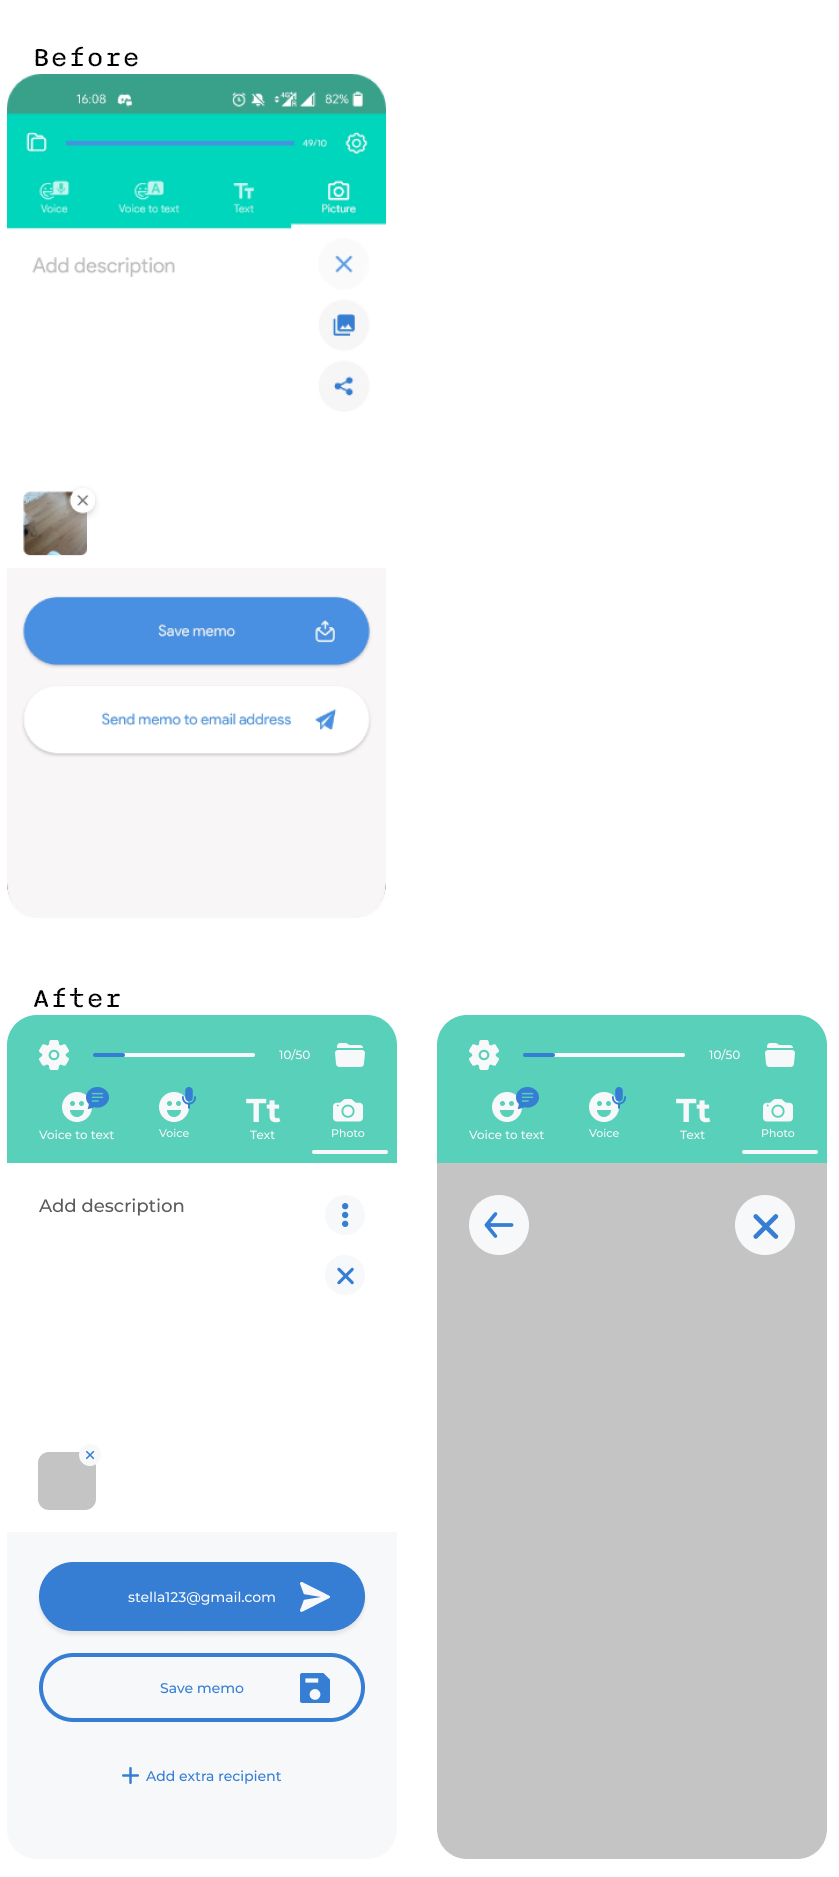 Before
16:08 4G+ 82%
49/10
Voice Voice to text Text Picture
Add description
Save memo
Send memo to email address
After
10/50
Voice to text Voice Text Photo
Add description
stella123@gmail.com
Save memo
Add extra recipient
10/50
Voice to text Voice Text Photo